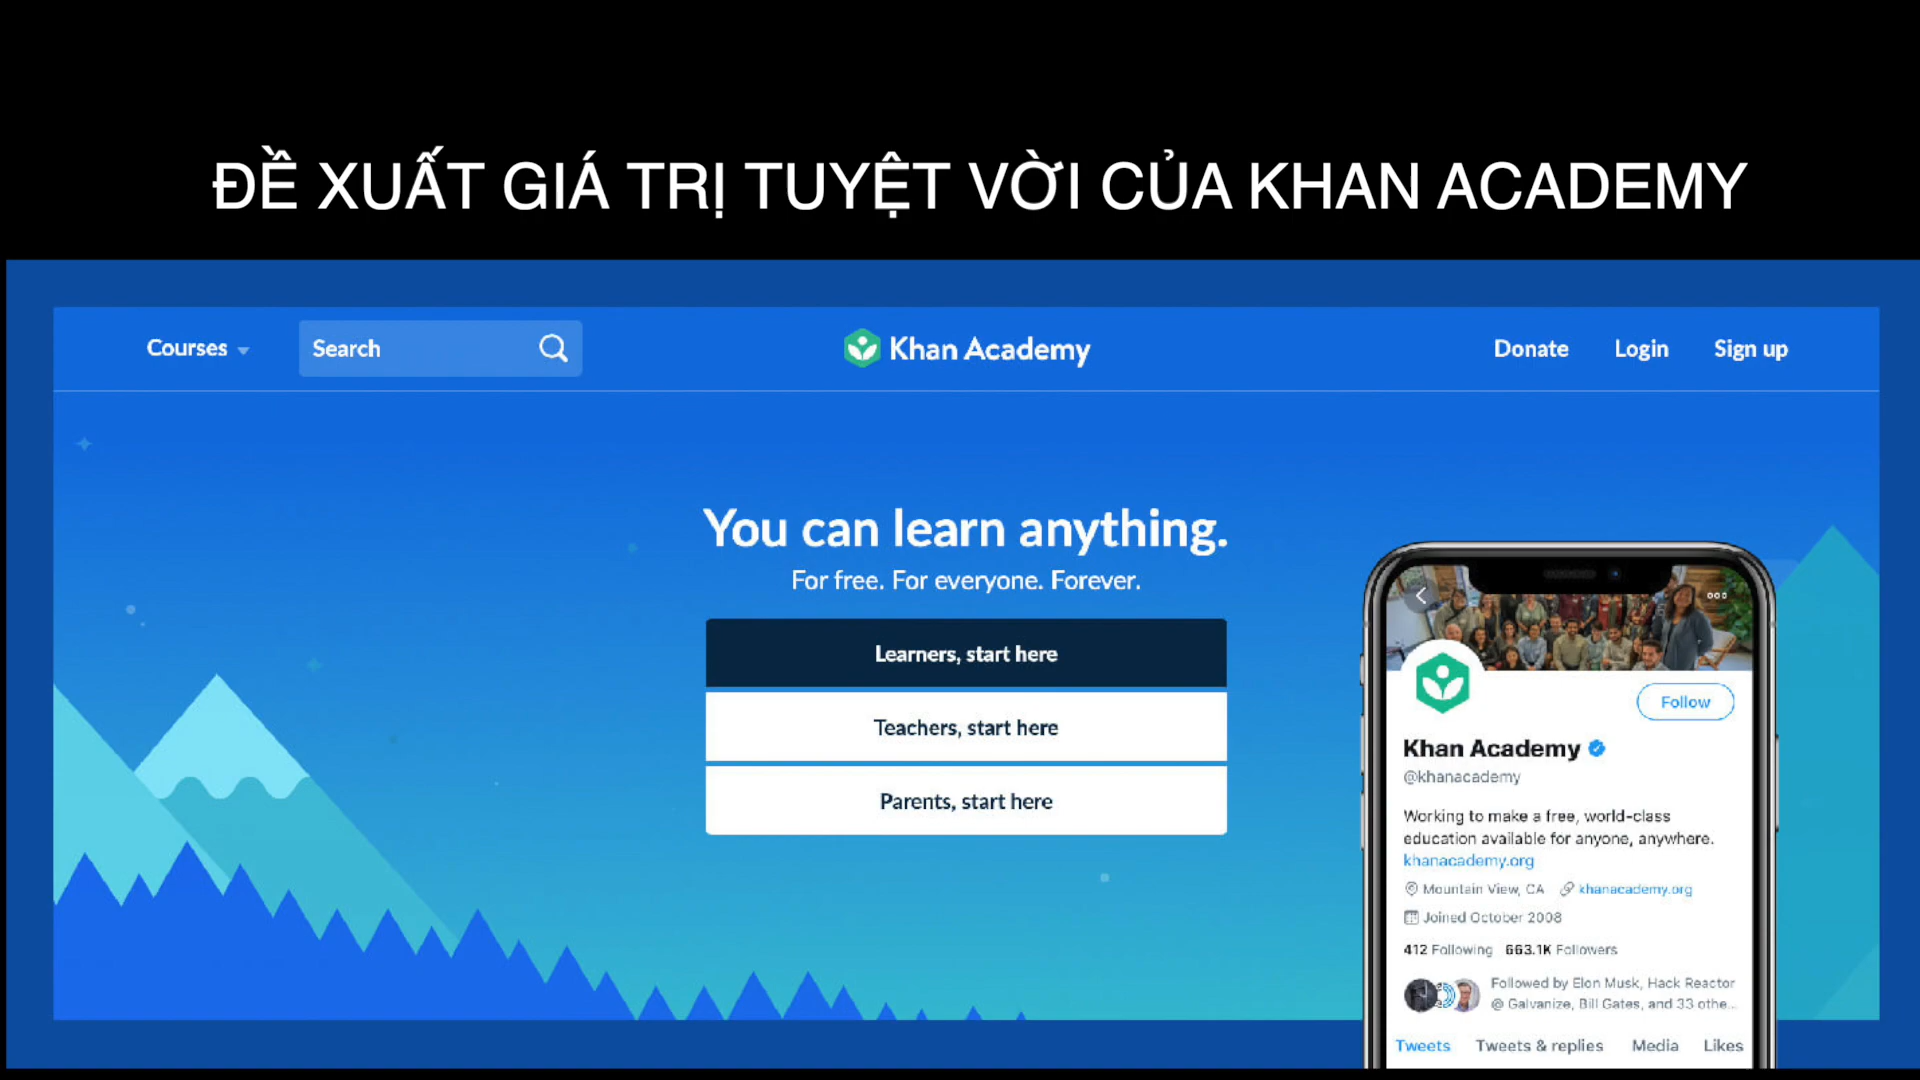 ĐỀ XUẤT GIÁ TRỊ TUYỆT VỜI CỦA KHAN ACADEMY
Courses
Search
Khan Academy
Donate
Login
Sign up
You can learn anything.
For free. For everyone. Forever.
Learners, start here
Teachers, start here
Parents, start here
Follow
Khan Academy
@khanacademy
Working to make a free, world-class
education available for anyone, anywhere.
khanacademy.org
Mountain View, CA khanacademy.org
Joined October 2008
412 Following 663.1K Followers
Followed by Elon Musk, Hack Reactor
@ Galvanize, Bill Gates, and 33 othe...
Tweets Tweets & replies Media Likes